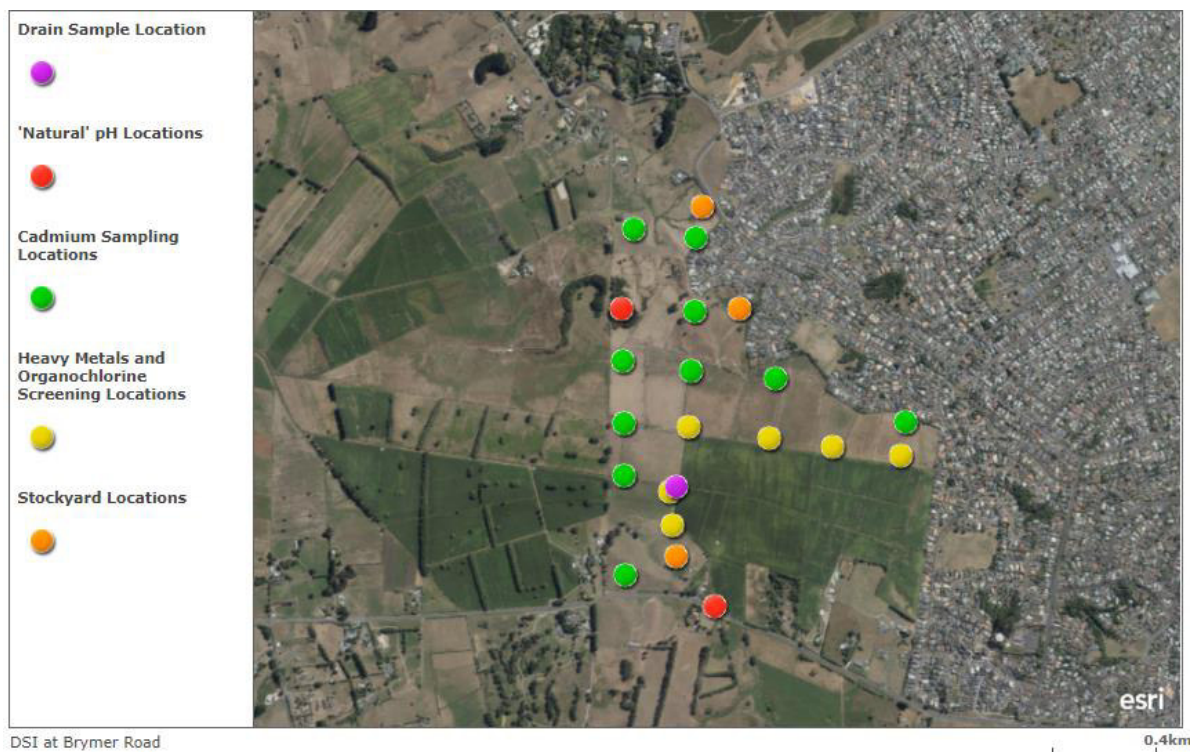 Drain Sample Location
'Natural' pH Locations
Cadmium Sampling
Locations
Heavy Metals and
Organochlorine
Screening Locations
Stockyard Locations
esri
DSI at Brymer Road
0.4km